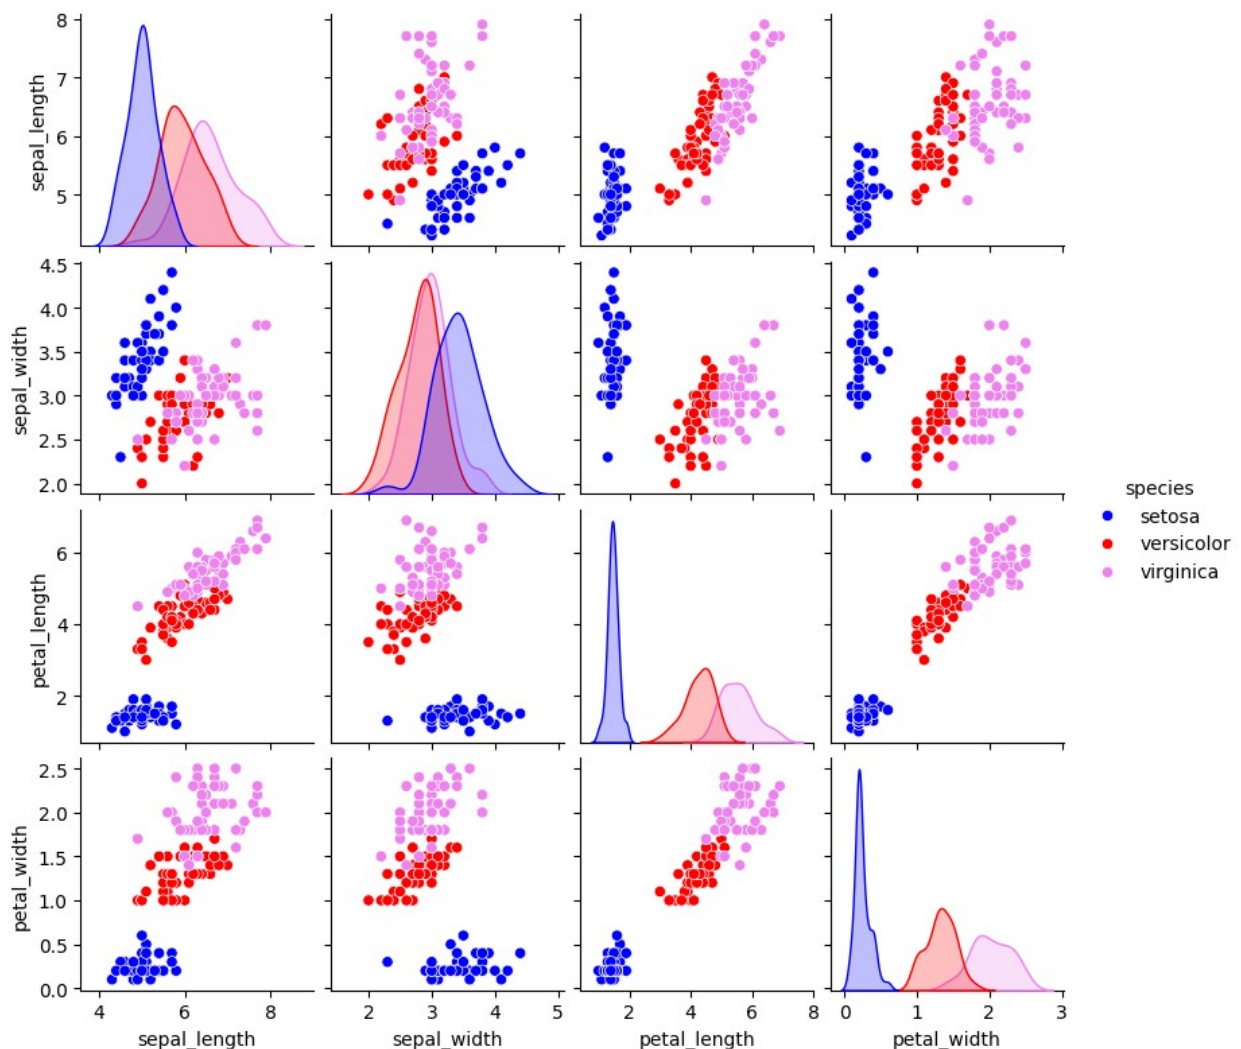 8
7
6
5
sepal_length
4.5
4.0
3.5
3.0
2.5
2.0
sepal_width
6
4
2
petal_length
2.5
2.0
1.5
1.0
0.5
0.0
petal_width
4 6 8
sepal_length
2 3 4 5
sepal_width
2 4 6 8
petal_length
0 1 2 3
petal_width
species
setosa
versicolor
virginica